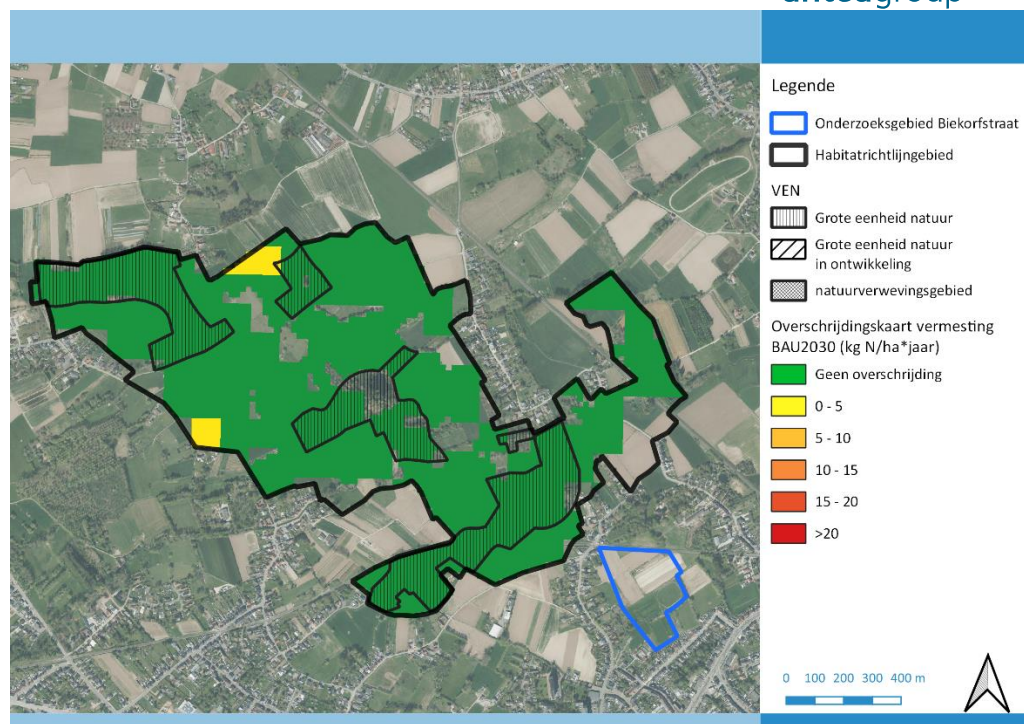 anteagroup
Legende
Onderzoeksgebied Biekorfstraat
Habitatrichtlijngebied
VEN
Grote eenheid natuur
Grote eenheid natuur
in ontwikkeling
natuurverwevingsgebied
Overschrijdingskaart vermesting
BAU2030 (kg N/ha*jaar)
Geen overschrijding
0 - 5
5 - 10
10 - 15
15 - 20
>20
0 100 200 300 400 m